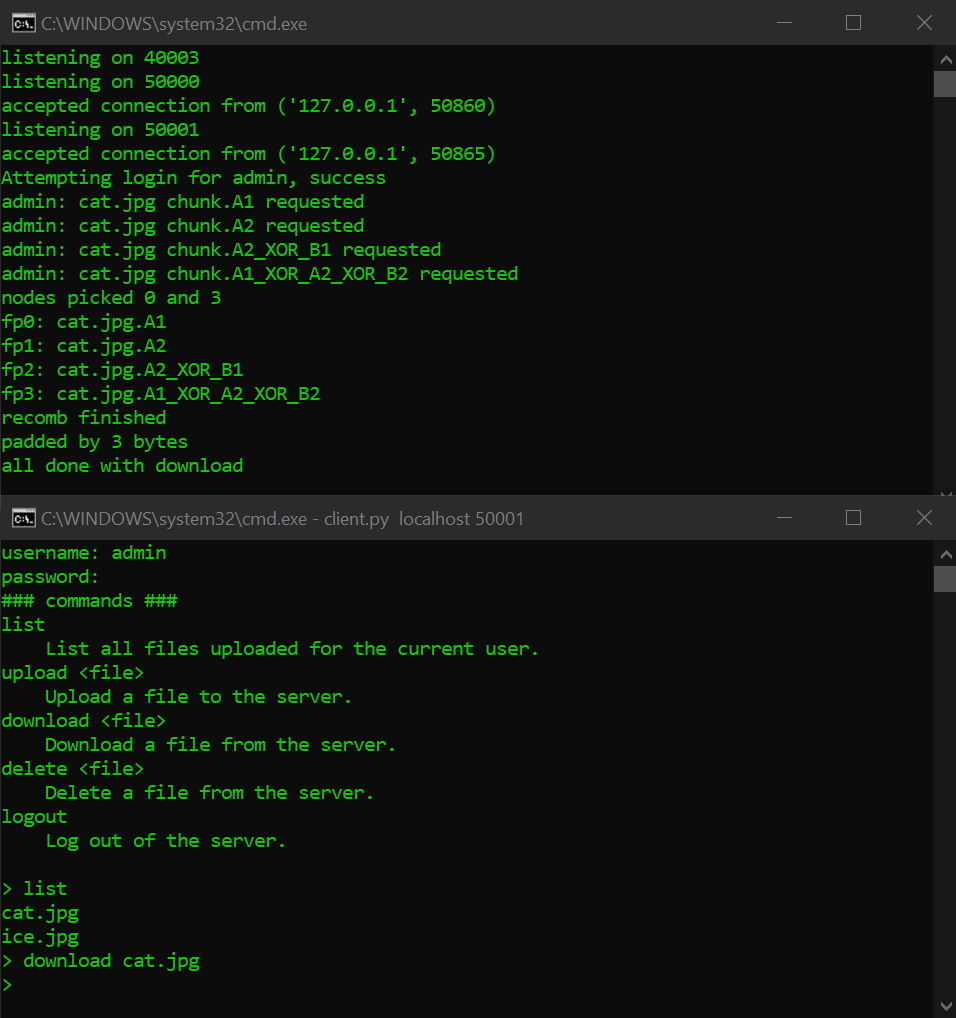 C:\WINDOWS\system32\cmd.exe
listening on 40003
listening on 50000
accepted connection from ('127.0.0.1', 50860)
listening on 50001
accepted connection from ('127.0.0.1', 50865)
Attempting login for admin, success
admin: cat.jpg chunk.A1 requested
admin: cat.jpg chunk.A2 requested
admin: cat.jpg chunk.A2_XOR_B1 requested
admin: cat.jpg chunk.A1_XOR_A2_XOR_B2 requested
nodes picked 0 and 3
fp0: cat.jpg.A1
fp1: cat.jpg.A2
fp2: cat.jpg.A2_XOR_B1
fp3: cat.jpg.A1_XOR_A2_XOR_B2
recomb finished
padded by 3 bytes
all done with download
C:\WINDOWS\system32\cmd.exe - client.py  localhost 50001
username: admin
password:
### commands ###
list
    List all files uploaded for the current user.
upload <file>
    Upload a file to the server.
download <file>
    Download a file from the server.
delete <file>
    Delete a file from the server.
logout
    Log out of the server.
> list
cat.jpg
ice.jpg
> download cat.jpg
>